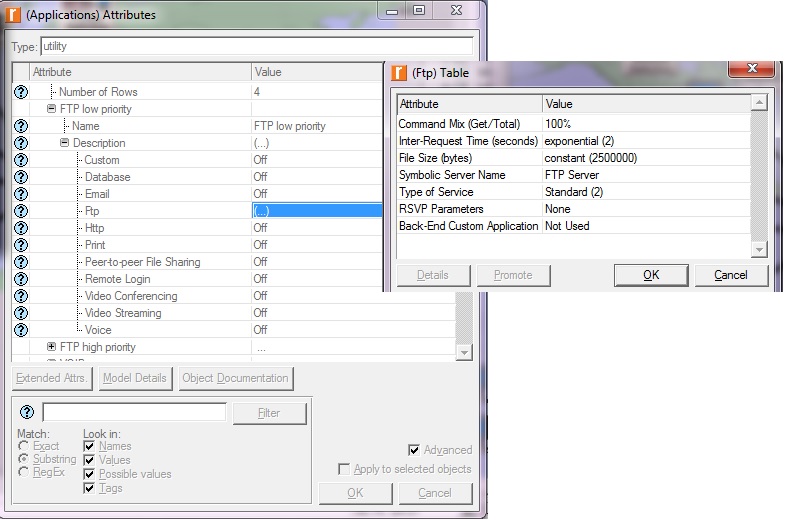 (Applications) Attributes
Type: utility
Attribute Value
Number of Rows 4
FTP low priority
Name FTP low priority
Description (...)
Custom Off
Database Off
Email Off
Ftp (...)
Http Off
Print Off
Peer-to-peer File Sharing Off
Remote Login Off
Video Conferencing Off
Video Streaming Off
Voice Off
FTP high priority ...
Extended Attrs. Model Details Object Documentation
Filter
Match: Look in:
Exact Names
Substring Values
RegEx Possible values
Tags
Advanced
Apply to selected objects
OK Cancel
(Ftp) Table
Attribute Value
Command Mix (Get/Total) 100%
Inter-Request Time (seconds) exponential (2)
File Size (bytes) constant (2500000)
Symbolic Server Name FTP Server
Type of Service Standard (2)
RSVP Parameters None
Back-End Custom Application Not Used
Details Promote OK Cancel